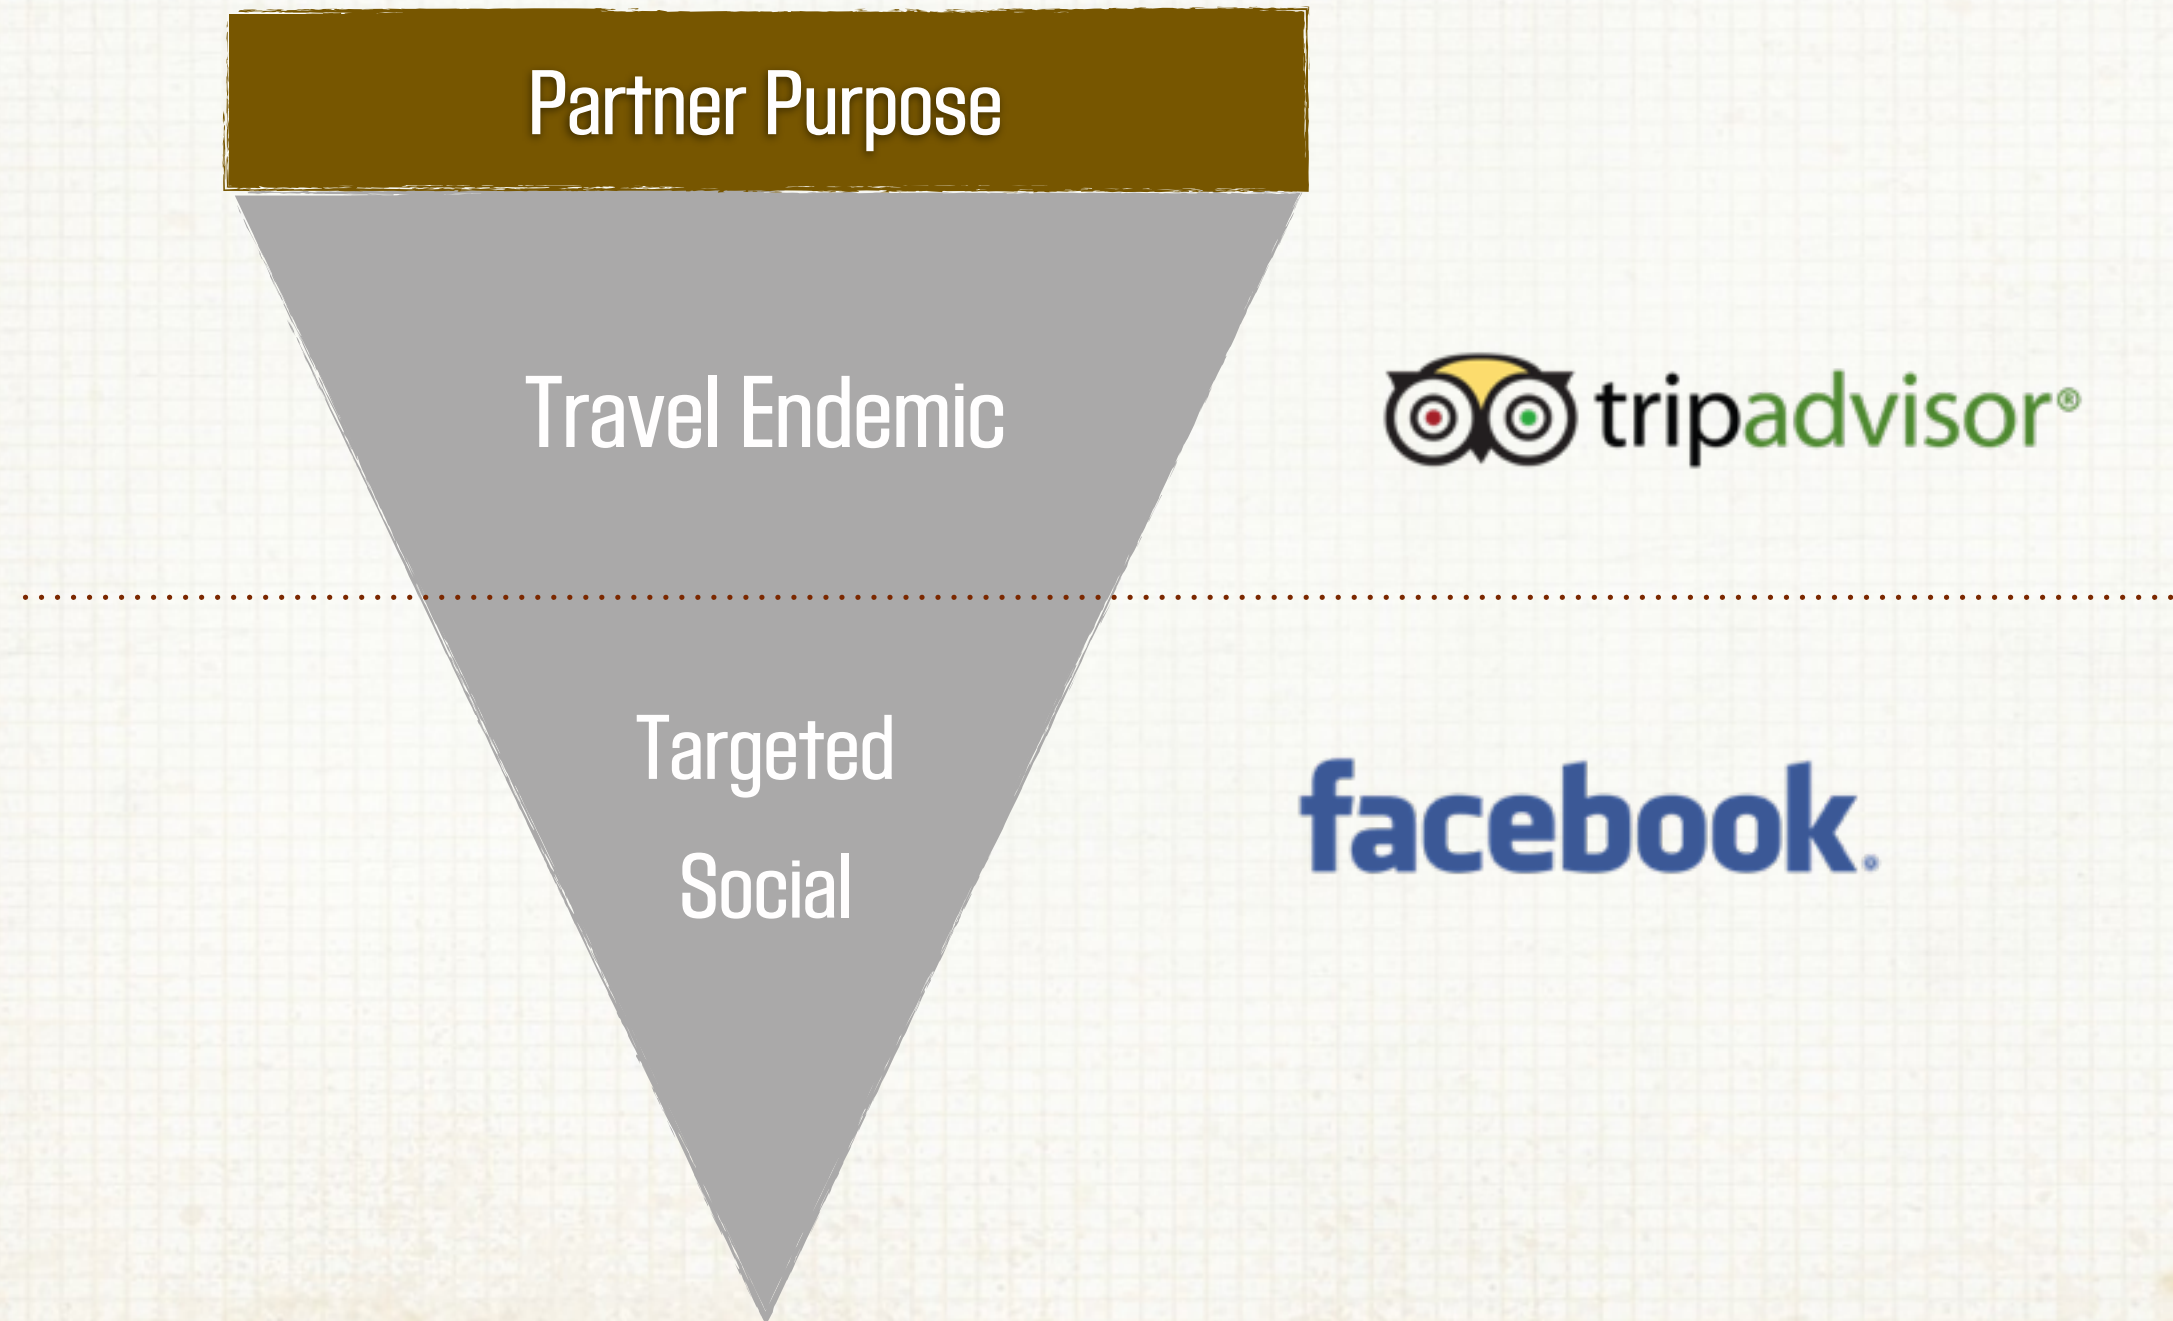 Partner Purpose
Travel Endemic
tripadvisor®
Targeted
Social
facebook®